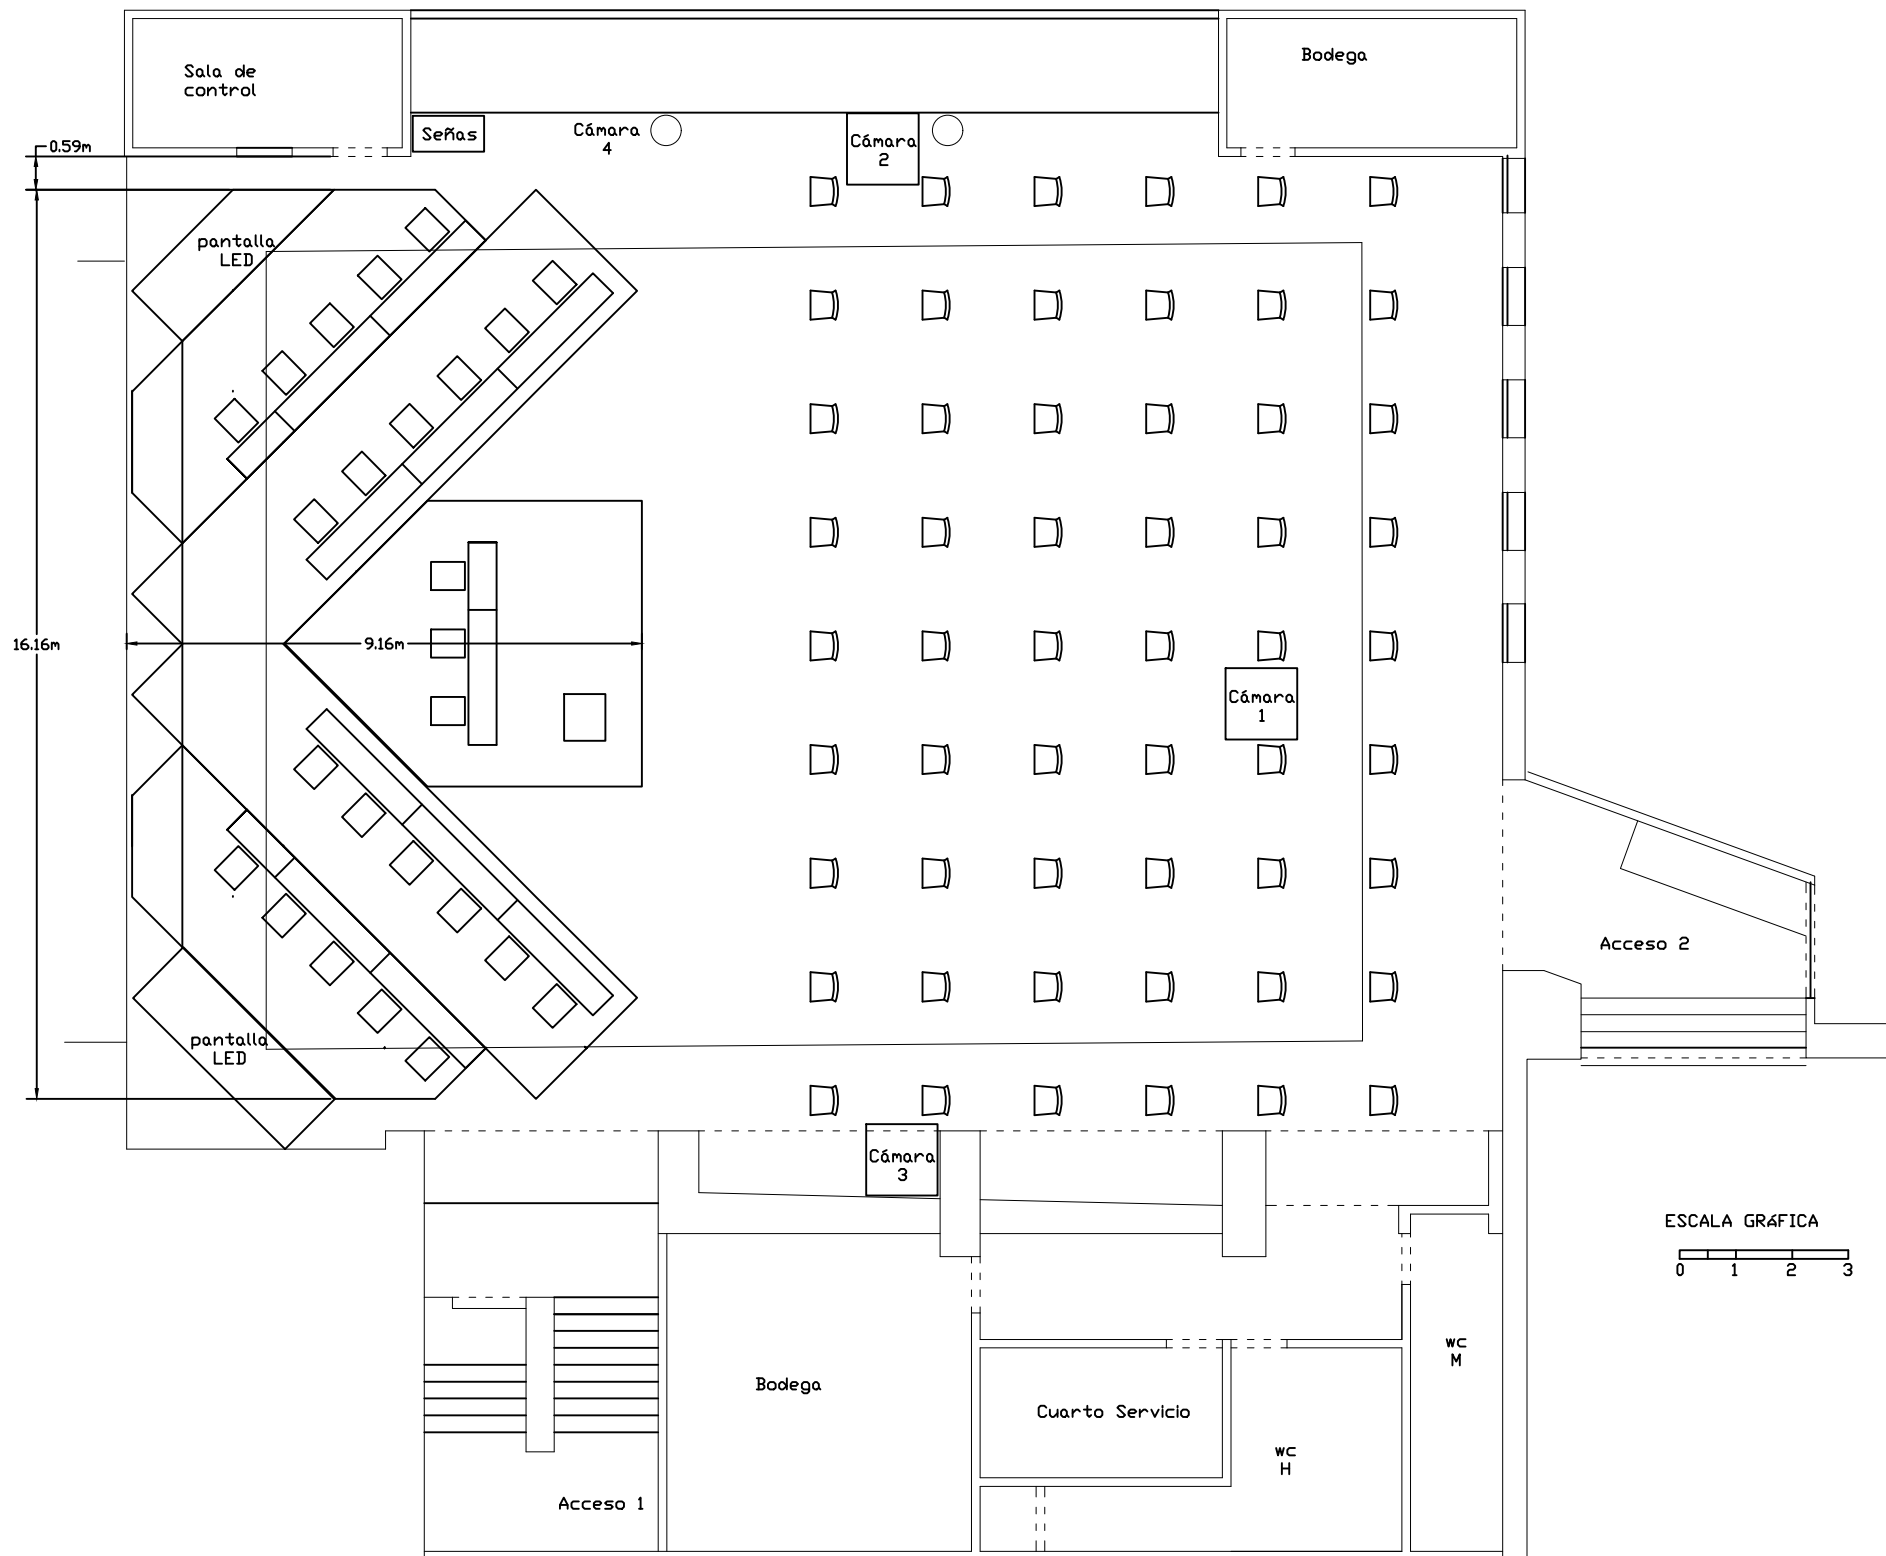 Sala de
control
Bodega
Señas
Cámara
4
Cámara
2
0.59m
pantalla
LED
16.16m
9.16m
Cámara
1
Acceso 2
pantalla
LED
Cámara
3
ESCALA GRÁFICA
0 1 2 3
wc
M
Bodega
Cuarto Servicio
wc
H
Acceso 1